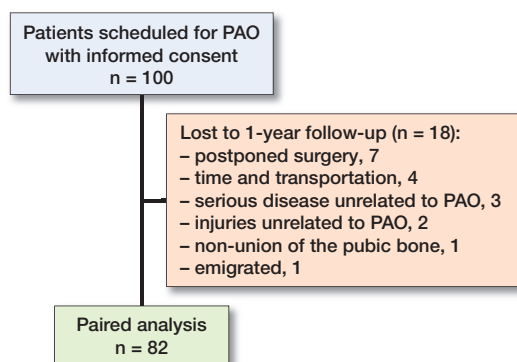 Patients scheduled for PAO
with informed consent
n = 100
Lost to 1-year follow-up (n = 18):
– postponed surgery, 7
– time and transportation, 4
– serious disease unrelated to PAO, 3
– injuries unrelated to PAO, 2
– non-union of the pubic bone, 1
– emigrated, 1
Paired analysis
n = 82